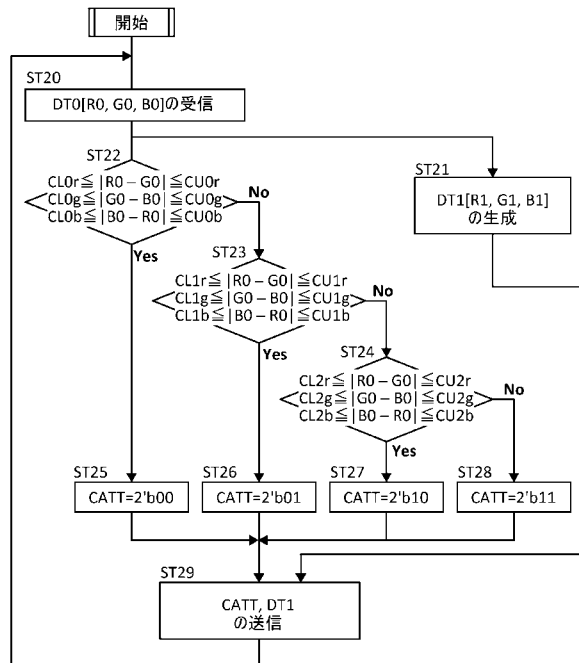 開始
ST20
DT0[R0, G0, B0]の受信
ST22
CL0r≦|R0－G0|≦CU0r
CL0g≦|G0－B0|≦CU0g
CL0b≦|B0－R0|≦CU0b
No
Yes
ST21
DT1[R1, G1, B1]
の生成
ST23
CL1r≦|R0－G0|≦CU1r
CL1g≦|G0－B0|≦CU1g
CL1b≦|B0－R0|≦CU1b
No
Yes
ST24
CL2r≦|R0－G0|≦CU2r
CL2g≦|G0－B0|≦CU2g
CL2b≦|B0－R0|≦CU2b
No
Yes
ST25
CATT=2'b00
ST26
CATT=2'b01
ST27
CATT=2'b10
ST28
CATT=2'b11
ST29
CATT, DT1
の送信